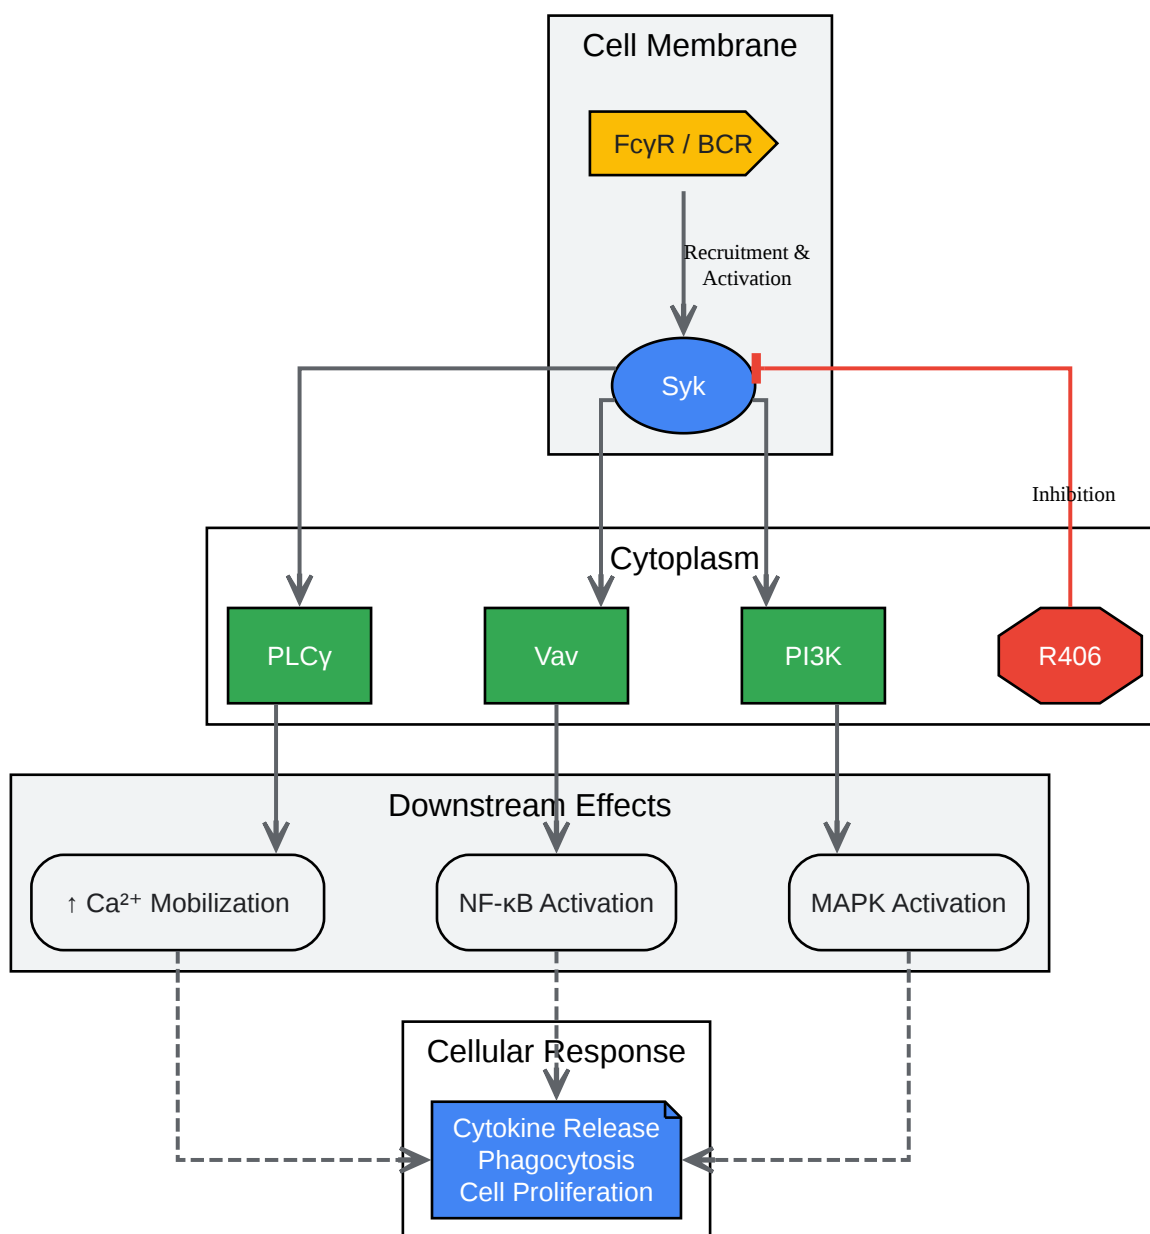 Cell Membrane
FcγR / BCR
Recruitment &
Activation
Syk
Inhibition
Cytoplasm
PLCγ
Vav
PI3K
R406
Downstream Effects
↑ Ca²⁺ Mobilization
NF-κB Activation
MAPK Activation
Cellular Response
Cytokine Release
Phagocytosis
Cell Proliferation